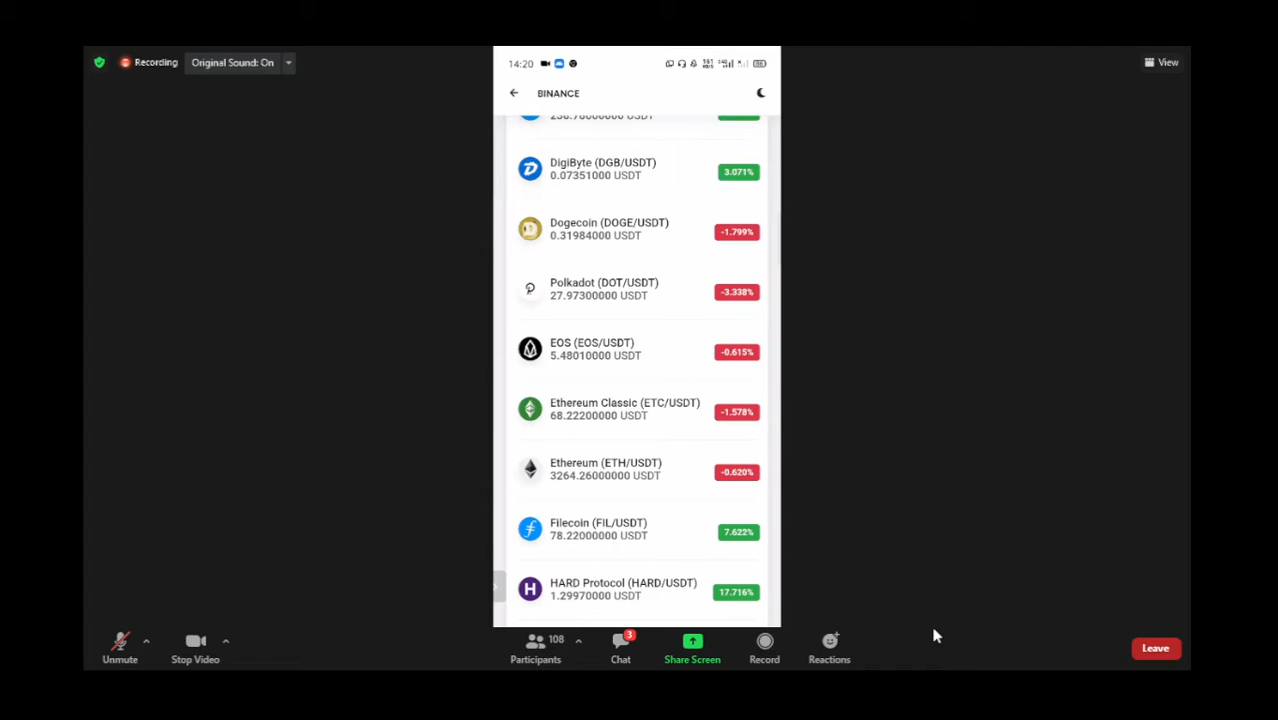 Recording
Original Sound: On
View
14:20
BINANCE
236.70000000 USDT
DigiByte (DGB/USDT)
0.07351000 USDT
3.071%
Dogecoin (DOGE/USDT)
0.31984000 USDT
-1.799%
Polkadot (DOT/USDT)
27.97300000 USDT
-3.338%
EOS (EOS/USDT)
5.48010000 USDT
-0.615%
Ethereum Classic (ETC/USDT)
68.22200000 USDT
-1.578%
Ethereum (ETH/USDT)
3264.26000000 USDT
-0.620%
Filecoin (FIL/USDT)
78.22000000 USDT
7.622%
HARD Protocol (HARD/USDT)
1.29970000 USDT
17.716%
Unmute
Stop Video
108
Participants
3
Chat
Share Screen
Record
Reactions
Leave